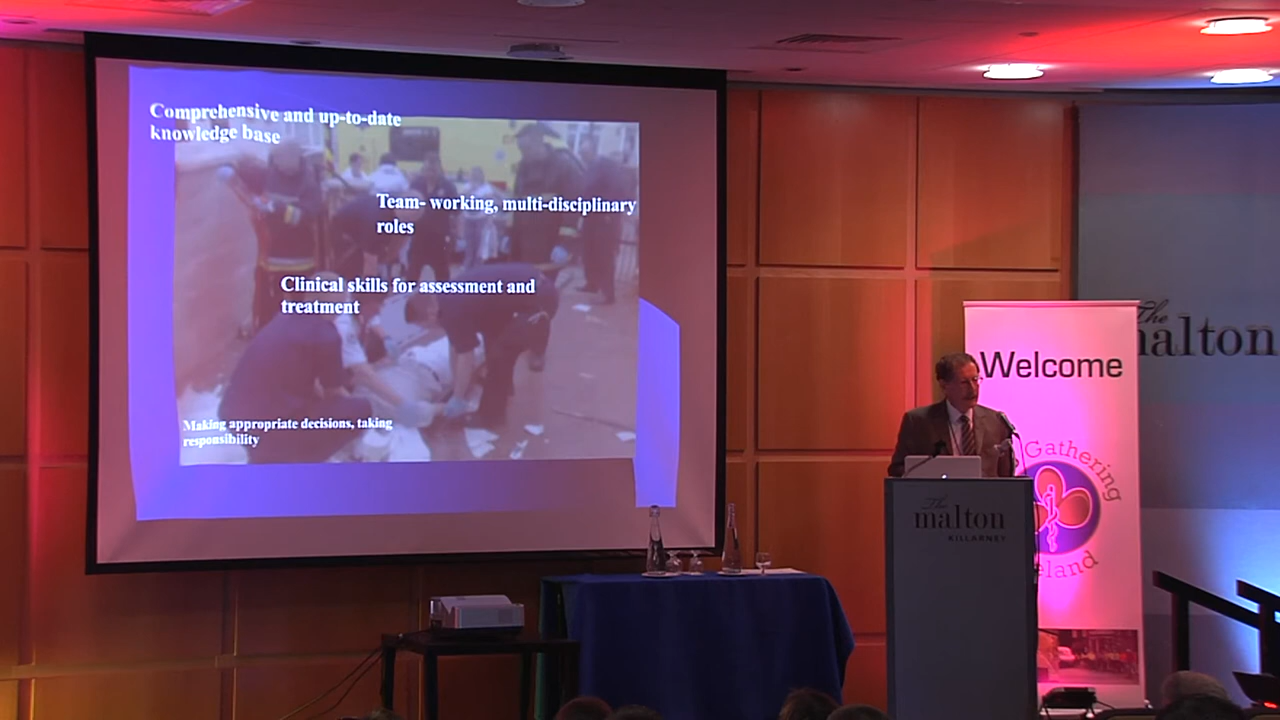 Comprehensive and up-to-date
knowledge base
Team- working, multi-disciplinary
roles
Clinical skills for assessment and
treatment
Making appropriate decisions, taking
responsibility
Welcome
Gathering
The
malton
The
malton
KILLARNEY